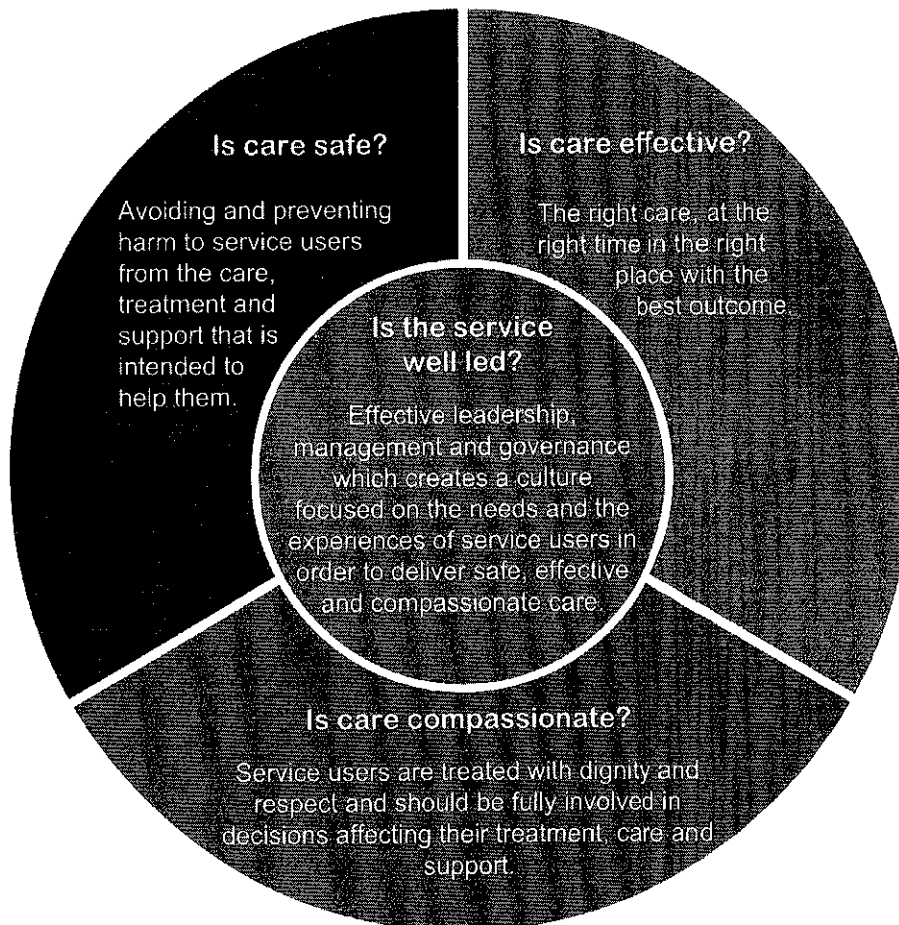 Is care safe?
Avoiding and preventing
harm to service users
from the care,
treatment and
support that is
intended to
help them.
Is care effective?
The right care, at the
right time in the right
place with the
best outcome.
Is the service
well led?
Effective leadership,
management and governance
which creates a culture
focused on the needs and the
experiences of service users in
order to deliver safe, effective
and compassionate care.
Is care compassionate?
Service users are treated with dignity and
respect and should be fully involved in
decisions affecting their treatment, care and
support.